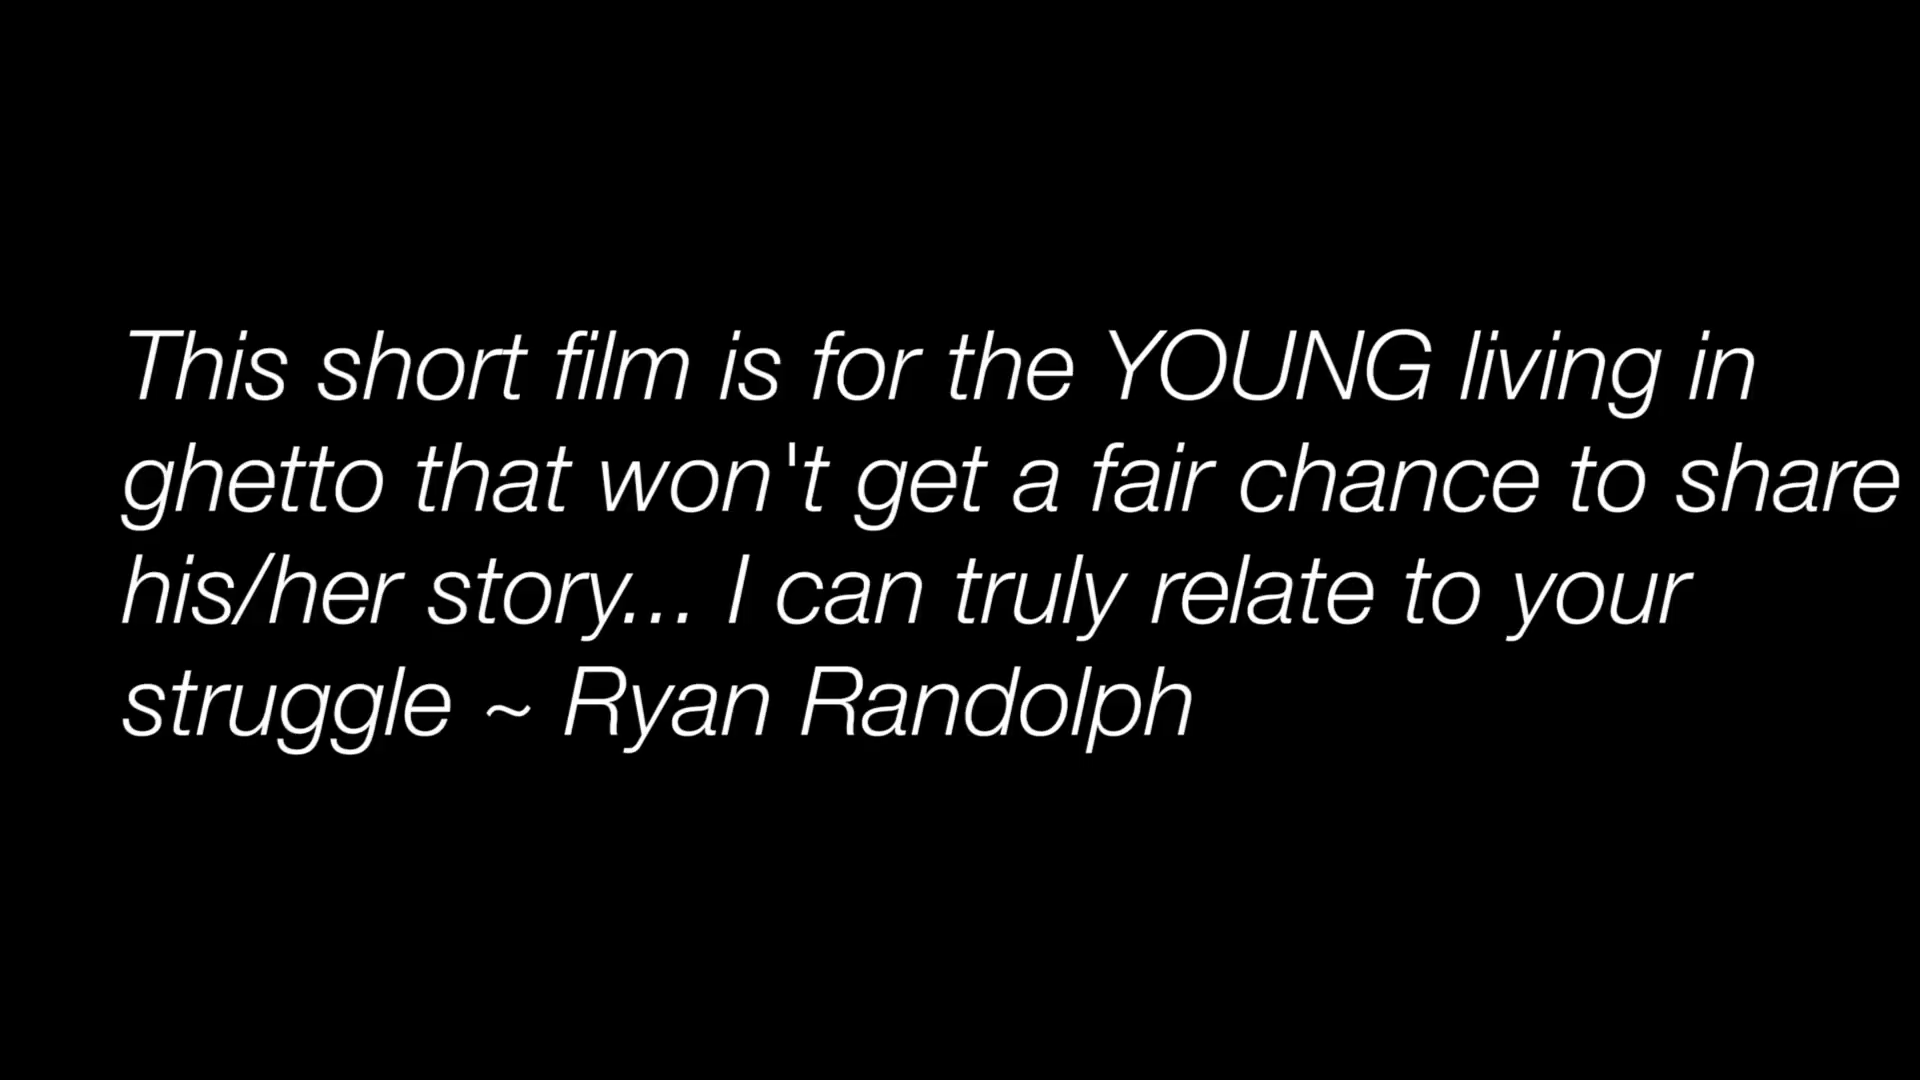 This short film is for the YOUNG living in
ghetto that won't get a fair chance to share
his/her story... I can truly relate to your
struggle ~ Ryan Randolph